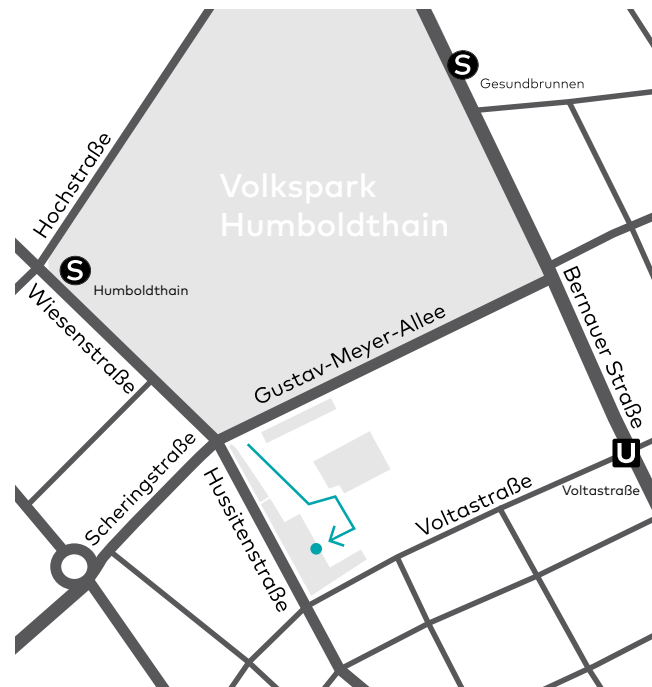 S
Gesundbrunnen
Hochstraße
Volkspark
Humboldthain
S
Humboldthain
Wiesenstraße
Gustav-Meyer-Allee
Bernauer Straße
Scheringstraße
Hussitenstraße
Voltastraße
U
Voltastraße